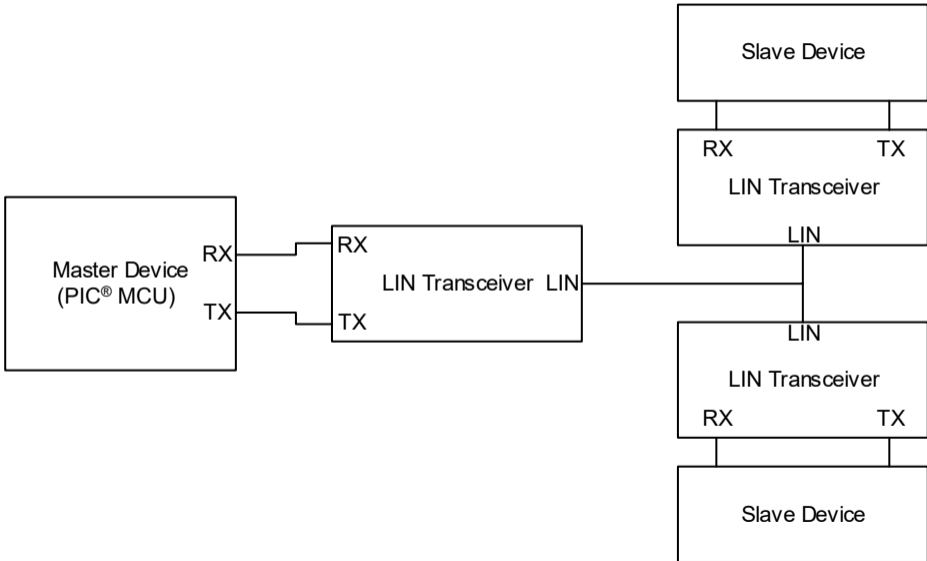 Slave Device
RX TX
LIN Transceiver
LIN
Master Device
(PIC® MCU)
RX
TX
RX
LIN Transceiver LIN
TX
LIN
LIN Transceiver
RX TX
Slave Device